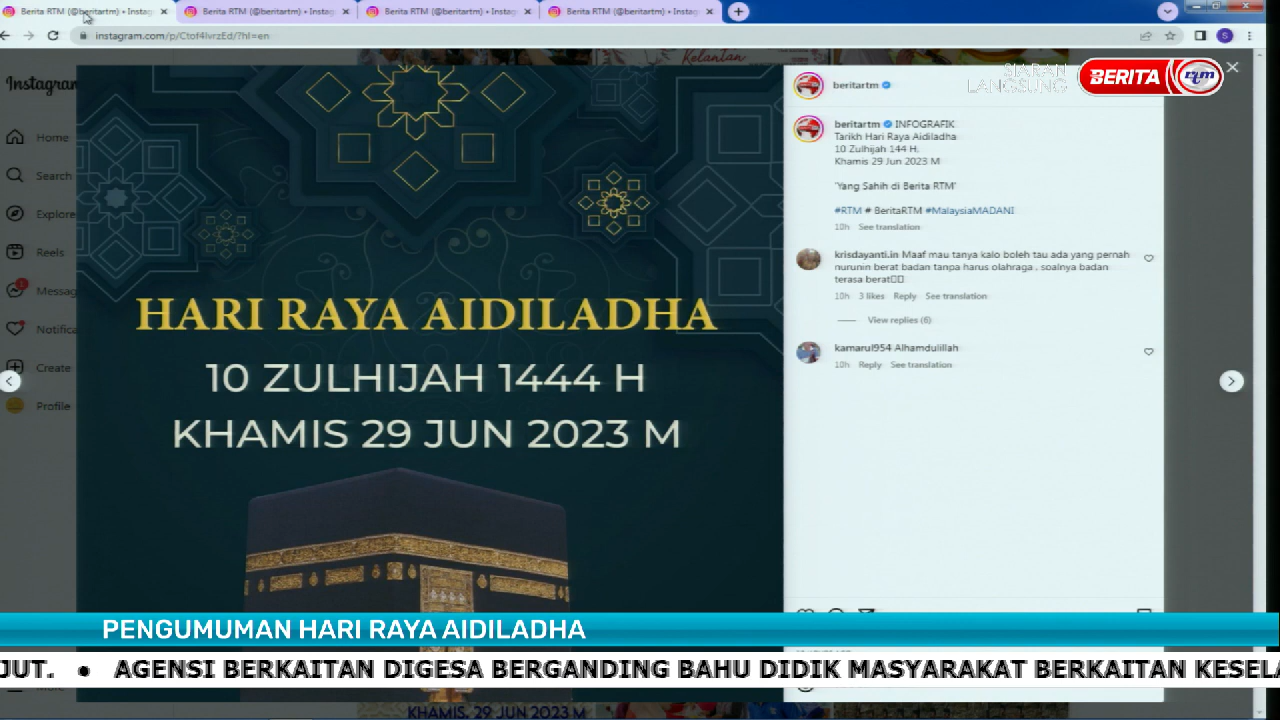 Berita RTM (@beritartm) • Instag
Berita RTM (@beritartm) • Instag
Berita RTM (@beritartm) • Instag
Berita RTM (@beritartm) • Instag
instagram.com/p/Ctof4lvrzEd/?hl=en
S
Kelantan
Instagram
Home
Search
Explore
Reels
Messag
Notifica
Create
Profile
SIARAN
LANGSUNG
BERITA rtm
HARI RAYA AIDILADHA
10 ZULHIJAH 1444 H
KHAMIS 29 JUN 2023 M
beritartm
beritartm INFOGRAFIK
Tarikh Hari Raya Aidiladha
10 Zulhijah 144 H.
Khamis 29 Jun 2023 M
'Yang Sahih di Berita RTM'
#RTM # BeritaRTM #MalaysiaMADANI
10h See translation
krisdayanti.in Maaf mau tanya kalo boleh tau ada yang pernah
nurunin berat badan tanpa harus olahraga , soalnya badan
terasa berat
10h 3 likes Reply See translation
View replies (6)
kamarul954 Alhamdulillah
10h Reply See translation
PENGUMUMAN HARI RAYA AIDILADHA
JUT. • AGENSI BERKAITAN DIGESA BERGANDING BAHU DIDIK MASYARAKAT BERKAITAN KESELA
KHAMIS, 29 JUN 2023 M